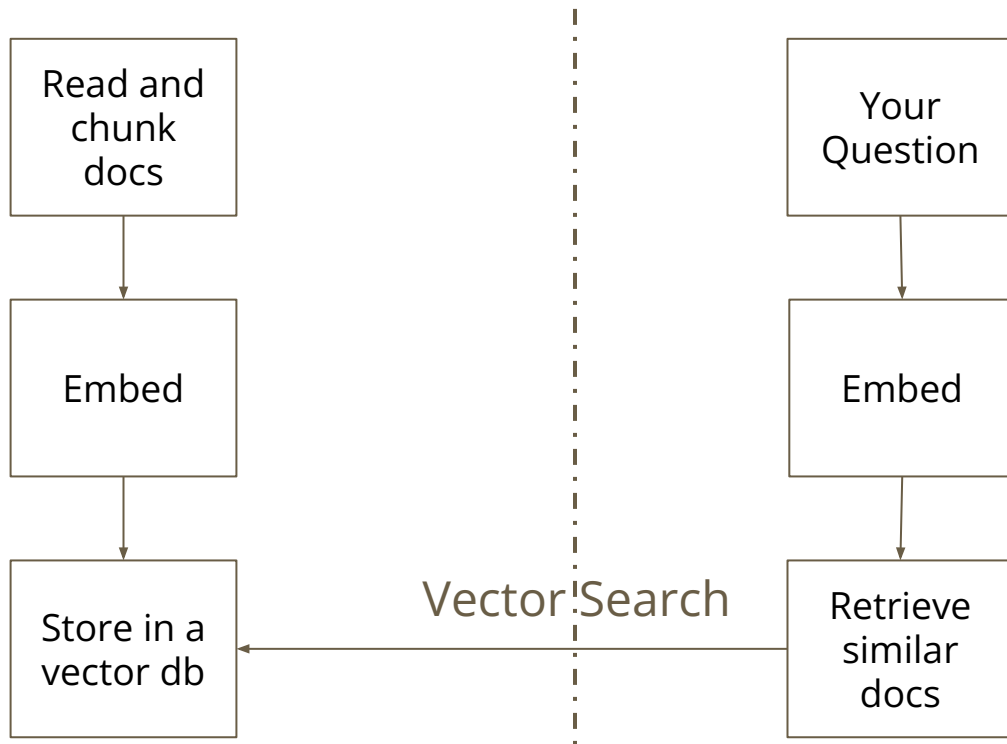 Read and
chunk
docs
Your
Question
Embed
Embed
Vector Search
Store in a
vector db
Retrieve
similar
docs